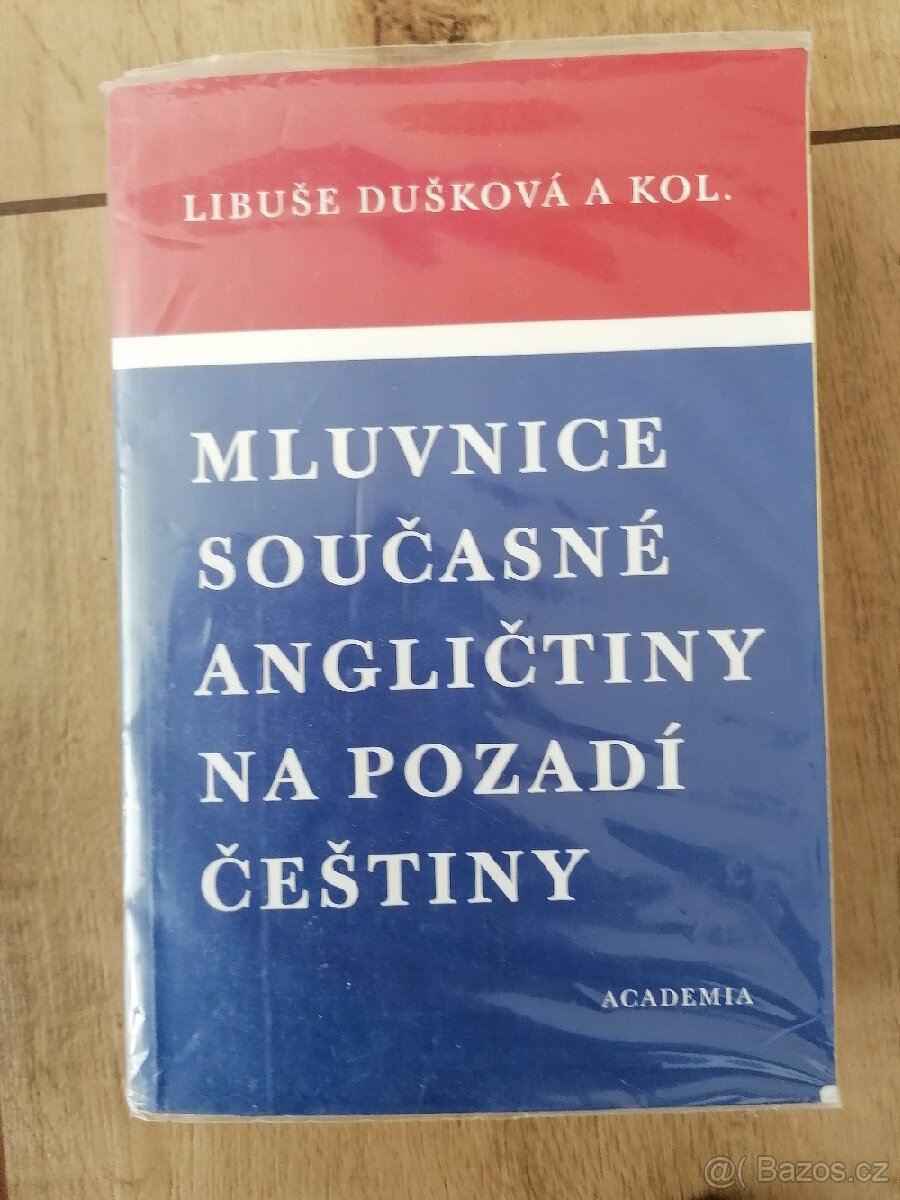 LIBUŠE DUŠKOVÁ A KOL.
MLUVNICE
SOUČASNÉ
ANGLIČTINY
NA POZADÍ
ČEŠTINY
ACADEMIA
@( Bazos.cz